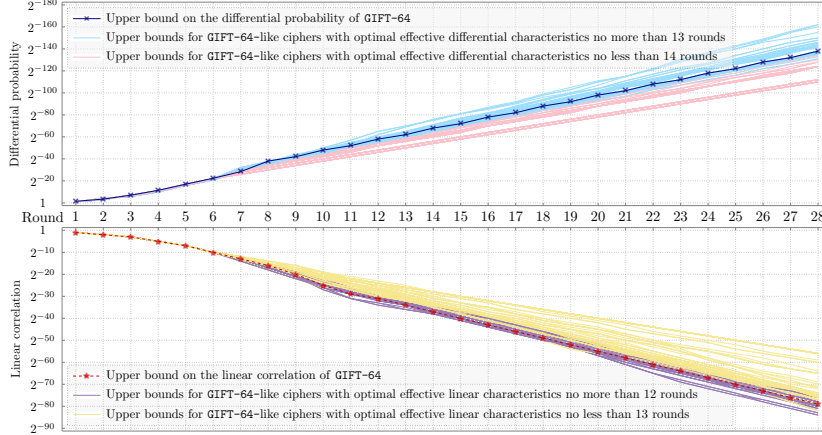 2^{−180}
2^{−160}
2^{−140}
2^{−120}
2^{−100}
2^{−80}
2^{−60}
2^{−40}
2^{−20}
1
Differential probability
Upper bound on the differential probability of GIFT-64
Upper bounds for GIFT-64-like ciphers with optimal effective differential characteristics no more than 13 rounds
Upper bounds for GIFT-64-like ciphers with optimal effective differential characteristics no less than 14 rounds
Round 1 2 3 4 5 6 7 8 9 10 11 12 13 14 15 16 17 18 19 20 21 22 23 24 25 26 27 28
1
2^{−10}
2^{−20}
2^{−30}
2^{−40}
2^{−50}
2^{−60}
2^{−70}
2^{−80}
2^{−90}
Linear correlation
Upper bound on the linear correlation of GIFT-64
Upper bounds for GIFT-64-like ciphers with optimal effective linear characteristics no more than 12 rounds
Upper bounds for GIFT-64-like ciphers with optimal effective linear characteristics no less than 13 rounds